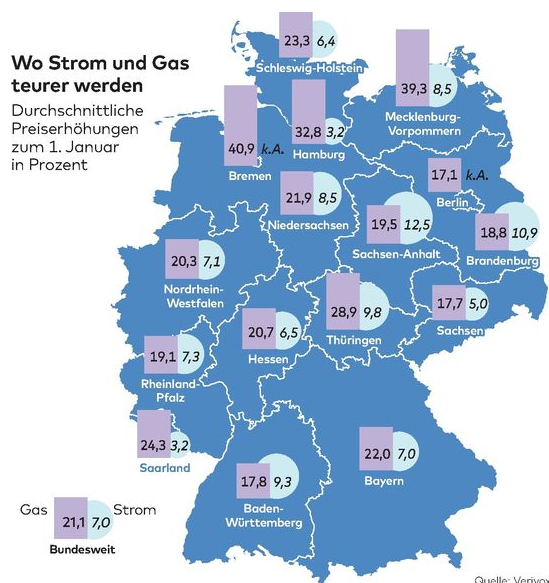 Wo Strom und Gas
teurer werden
Durchschnittliche
Preiserhöhungen
zum 1. Januar
in Prozent
23,3 6,4
Schleswig-Holstein
39,3 8,5
Mecklenburg-
Vorpommern
32,8 3,2
Hamburg
40,9 k.A.
Bremen
17,1 k.A.
Berlin
21,9 8,5
Niedersachsen
19,5 12,5
Sachsen-Anhalt
18,8 10,9
Brandenburg
20,3 7,1
Nordrhein-
Westfalen
28,9 9,8
Thüringen
17,7 5,0
Sachsen
20,7 6,5
Hessen
19,1 7,3
Rheinland-
Pfalz
24,3 3,2
Saarland
22,0 7,0
Bayern
17,8 9,3
Baden-
Württemberg
Gas Strom
21,1 7,0
Bundesweit
Quelle: Verivox